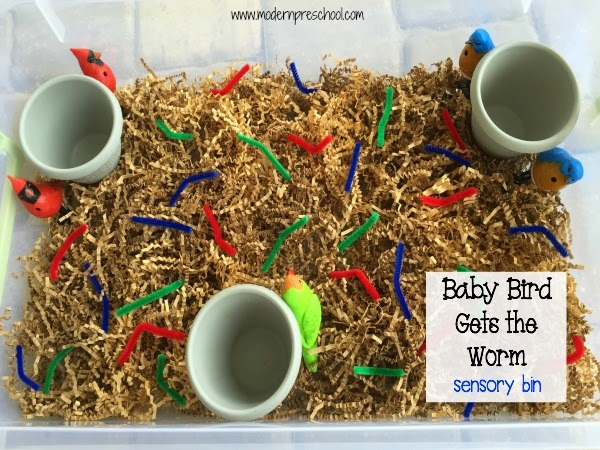 www.modernpreschool.com
Baby Bird
Gets the
Worm
sensory bin